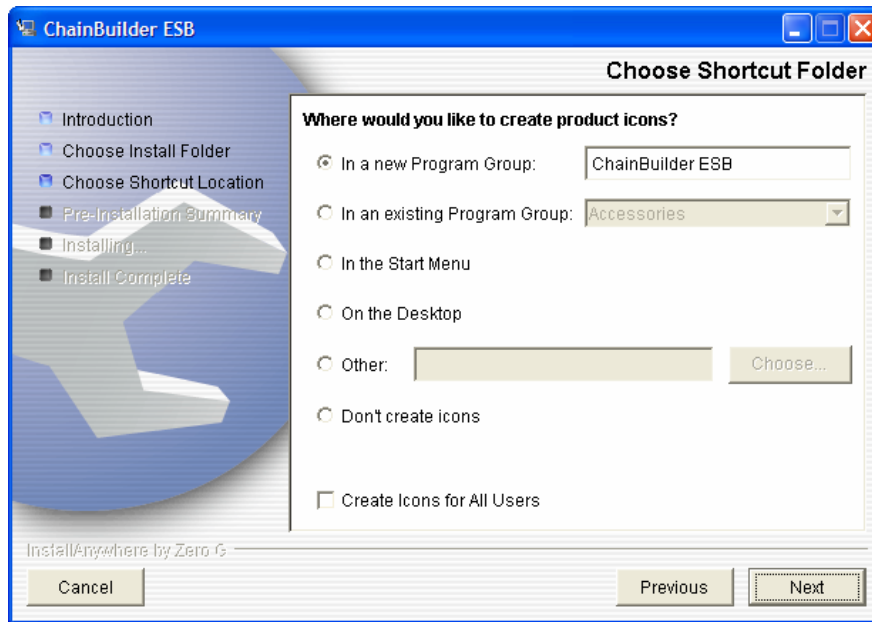 ChainBuilder ESB
Choose Shortcut Folder
Introduction
Choose Install Folder
Choose Shortcut Location
Pre-Installation Summary
Installing...
Install Complete
Where would you like to create product icons?
In a new Program Group: ChainBuilder ESB
In an existing Program Group: Accessories
In the Start Menu
On the Desktop
Other: Choose...
Don't create icons
Create Icons for All Users
InstallAnywhere by Zero G
Cancel Previous Next